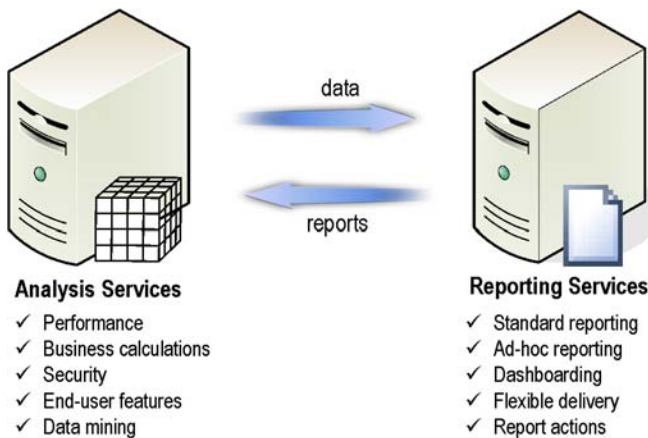 data
reports
Analysis Services
✓ Performance
✓ Business calculations
✓ Security
✓ End-user features
✓ Data mining
Reporting Services
✓ Standard reporting
✓ Ad-hoc reporting
✓ Dashboarding
✓ Flexible delivery
✓ Report actions